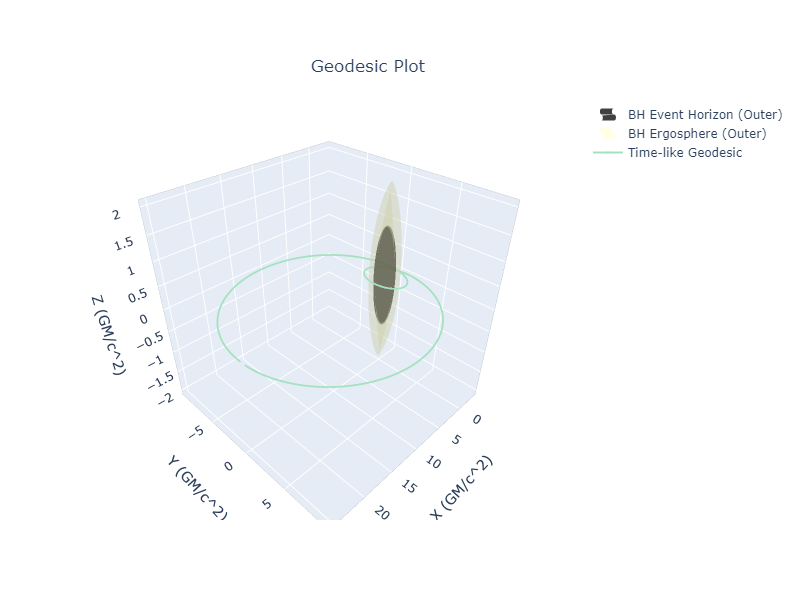 Geodesic Plot
BH Event Horizon (Outer)
BH Ergosphere (Outer)
Time-like Geodesic
2
1.5
1
0.5
0
−0.5
−1
−1.5
−2
Z (GM/c^2)
−5
0
5
Y (GM/c^2)
0
5
10
15
20
X (GM/c^2)